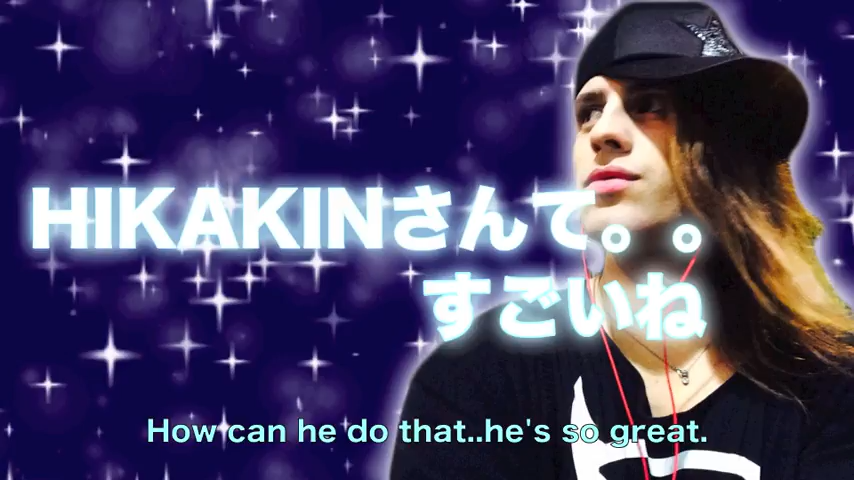 HIKAKINさんて。。
すごいね
How can he do that..he's so great.